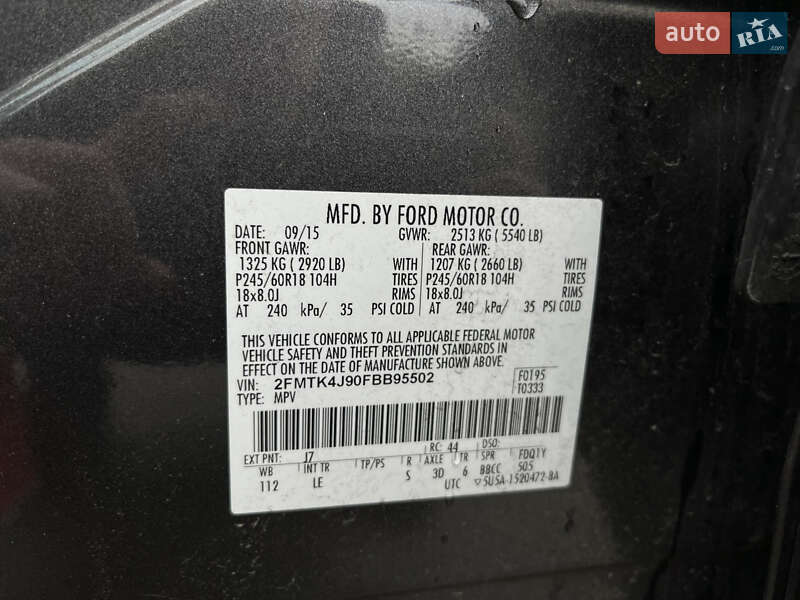 auto RIA.com
MFD. BY FORD MOTOR CO.
DATE: 09/15 GVWR: 2513 KG ( 5540 LB)
FRONT GAWR: REAR GAWR:
1325 KG ( 2920 LB) WITH 1207 KG ( 2660 LB) WITH
P245/60R18 104H TIRES P245/60R18 104H TIRES
18x8.0J RIMS 18x8.0J RIMS
AT 240 kPa/ 35 PSI COLD AT 240 kPa/ 35 PSI COLD
THIS VEHICLE CONFORMS TO ALL APPLICABLE FEDERAL MOTOR
VEHICLE SAFETY AND THEFT PREVENTION STANDARDS IN
EFFECT ON THE DATE OF MANUFACTURE SHOWN ABOVE.
VIN: 2FMTK4J90FBB95502 F0195
TYPE: MPV T0333
EXT PNT: J7 RC: 44 DSO:
WB INT TR TP/PS R AXLE TR SPR FDQTY
112 LE S 3D 6 BBCC 505
UTC ▽5USA-1520472-BA